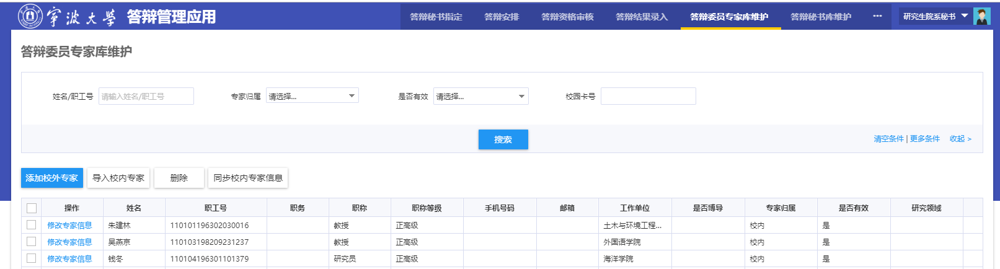 宁波大学 答辩管理应用 答辩秘书指定 答辩安排 答辩资格审核 答辩结果录入 答辩委员专家库维护 答辩秘书库维护 ··· 研究生院系秘书
答辩委员专家库维护
姓名/职工号 请输入姓名/职工号 专家归属 请选择... 是否有效 请选择... 校园卡号
搜索 清空条件 | 更多条件 收起 >
添加校外专家 导入校内专家 删除 同步校内专家信息
操作 姓名 职工号 职务 职称 职称等级 手机号码 邮箱 工作单位 是否博导 专家归属 是否有效 研究领域
修改专家信息 朱建林 110101196302030016 教授 正高级 土木与环境工程... 校内 是
修改专家信息 吴燕京 110103198209231237 教授 正高级 外国语学院 校内 是
修改专家信息 钱冬 110104196301101379 研究员 正高级 海洋学院 校内 是